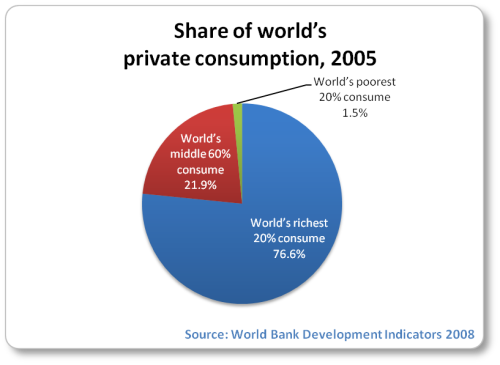 Share of world's
private consumption, 2005
World's poorest
20% consume
1.5%
World's
middle 60%
consume
21.9%
World's richest
20% consume
76.6%
Source: World Bank Development Indicators 2008